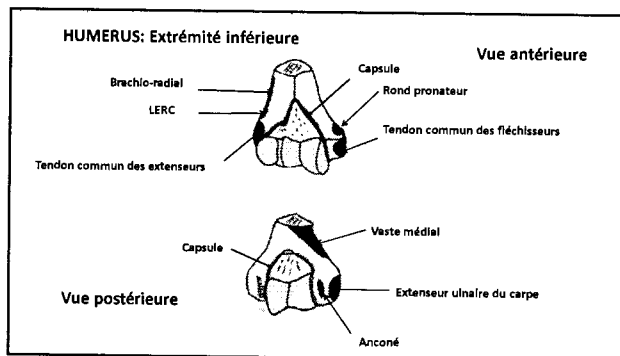 HUMERUS: Extrémité inférieure
Vue antérieure
Brachio-radial
Capsule
LERC
Rond pronateur
Tendon commun des fléchisseurs
Tendon commun des extenseurs
Vaste médial
Capsule
Vue postérieure
Extenseur ulnaire du carpe
Anconé